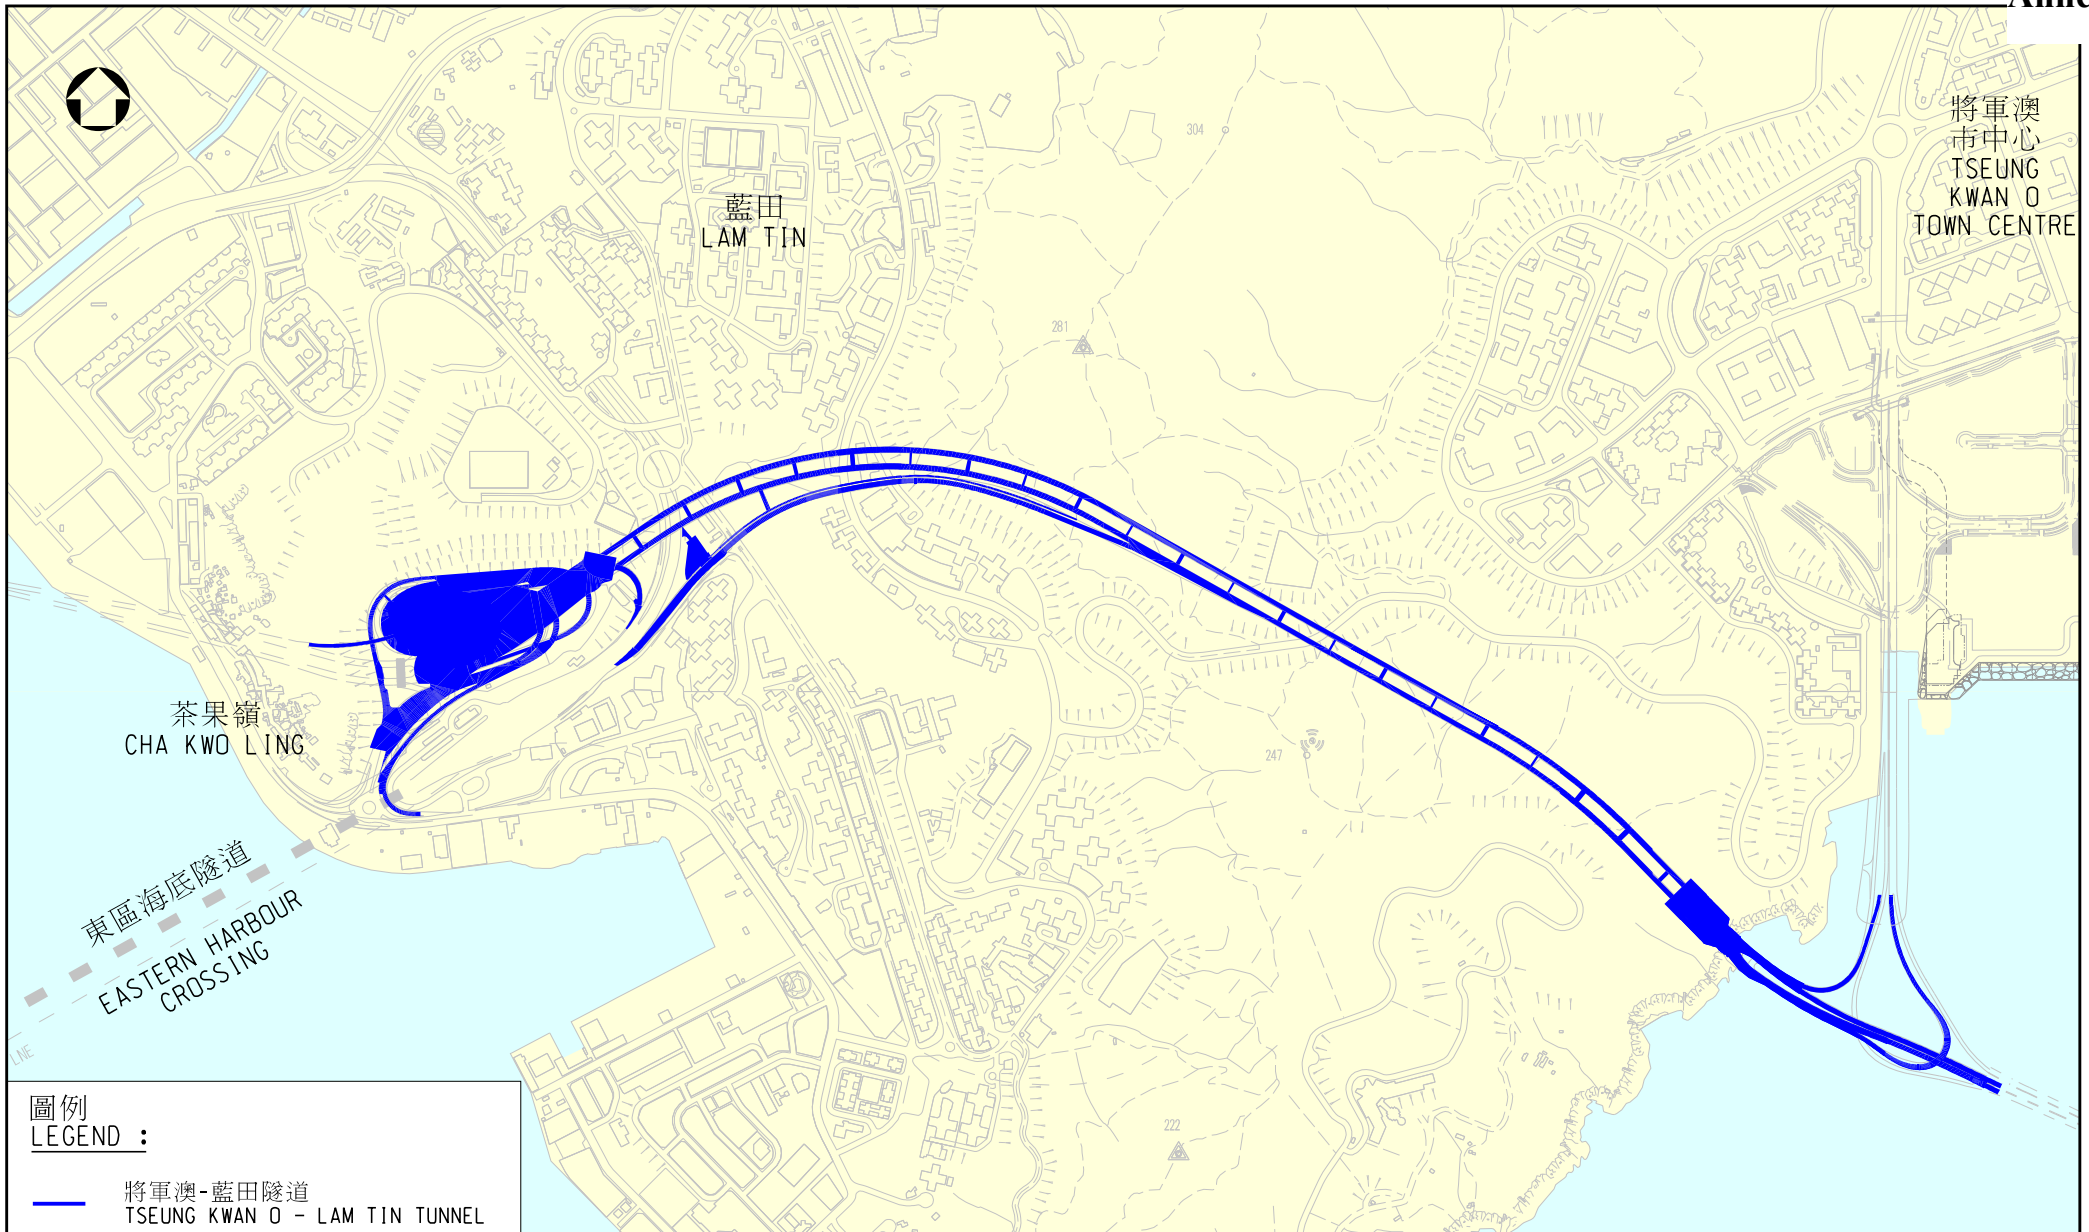 304
將軍澳
市中心
TSEUNG
KWAN O
TOWN CENTRE
藍田
LAM TIN
281
茶果嶺
CHA KWO LING
247
東區海底隧道
EASTERN HARBOUR
CROSSING
LNE
222
圖例
LEGEND :
將軍澳-藍田隧道
TSEUNG KWAN O - LAM TIN TUNNEL